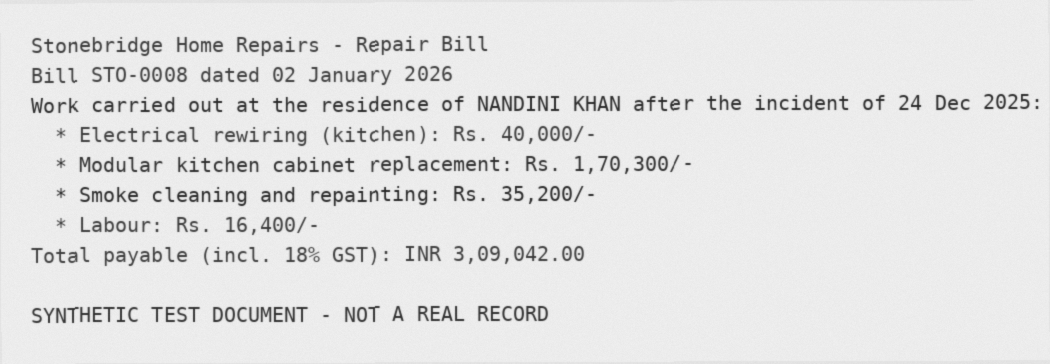 Stonebridge Home Repairs - Repair Bill
Bill STO-0008 dated 02 January 2026
Work carried out at the residence of NANDINI KHAN after the incident of 24 Dec 2025:
* Electrical rewiring (kitchen): Rs. 40,000/-
* Modular kitchen cabinet replacement: Rs. 1,70,300/-
* Smoke cleaning and repainting: Rs. 35,200/-
* Labour: Rs. 16,400/-
Total payable (incl. 18% GST): INR 3,09,042.00
SYNTHETIC TEST DOCUMENT - NOT A REAL RECORD